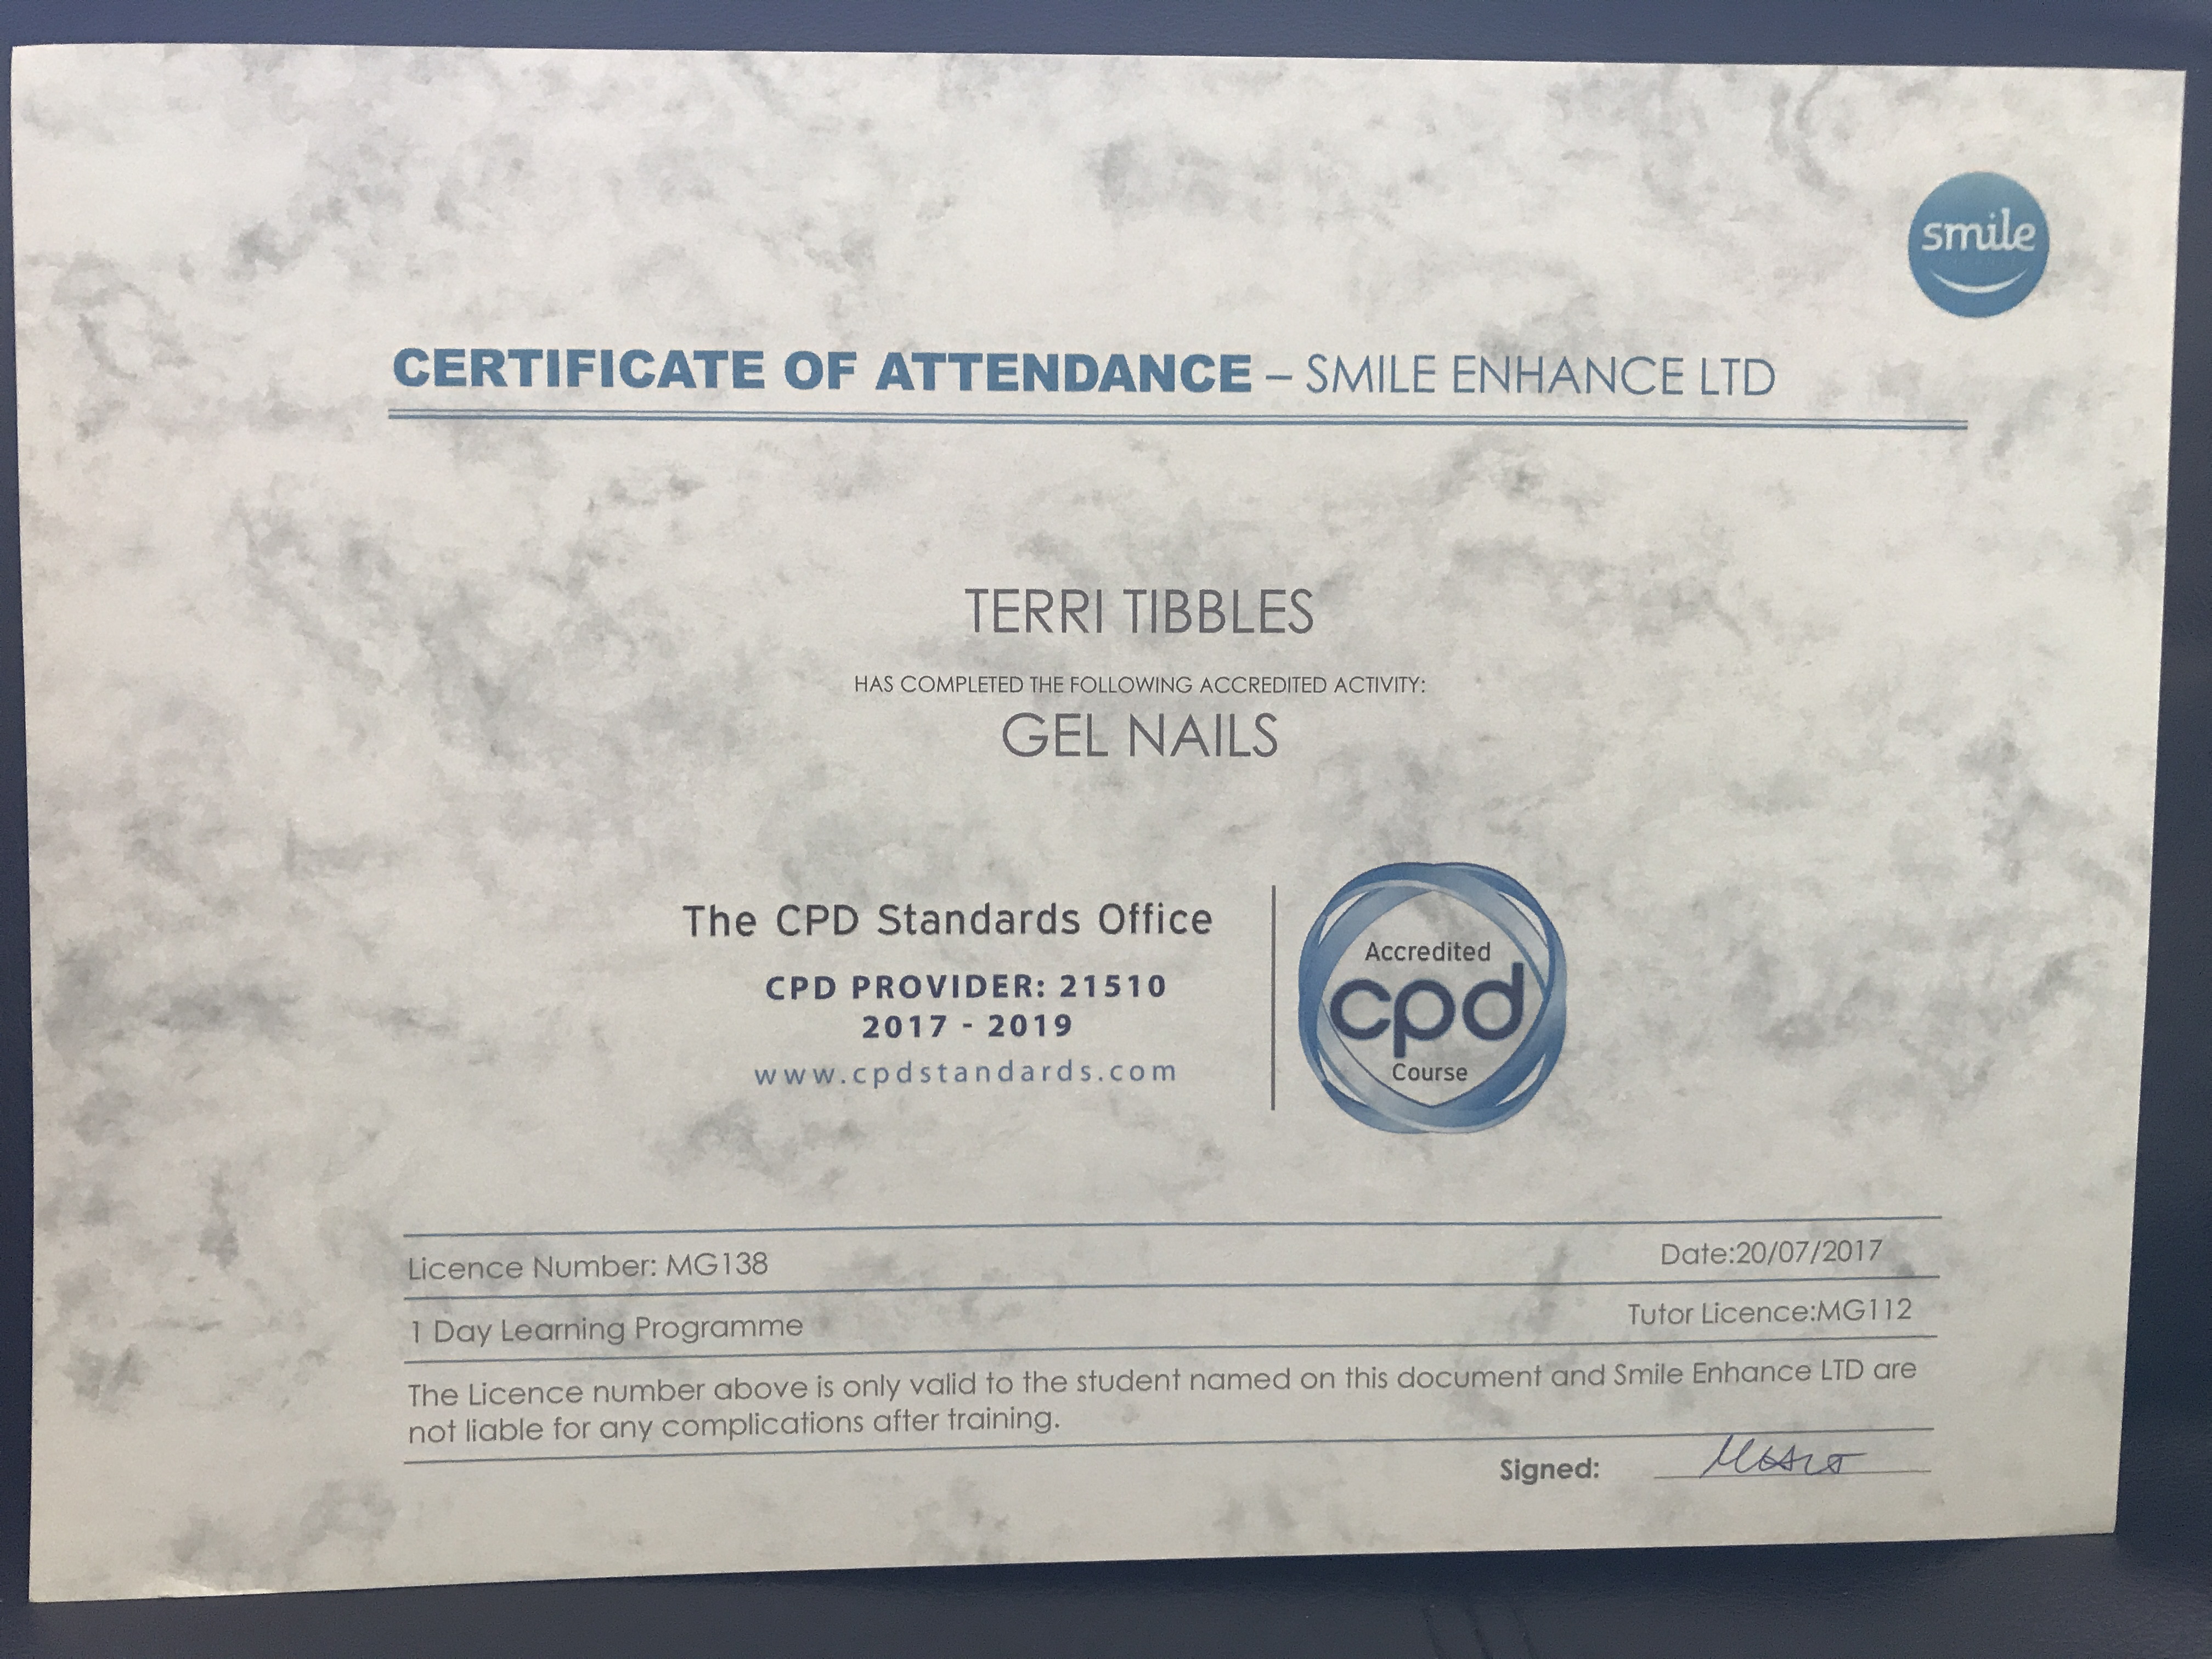 smile
CERTIFICATE OF ATTENDANCE – SMILE ENHANCE LTD
TERRI TIBBLES
HAS COMPLETED THE FOLLOWING ACCREDITED ACTIVITY:
GEL NAILS
The CPD Standards Office
CPD PROVIDER: 21510
2017 - 2019
www.cpdstandards.com
Accredited
cpd
Course
Licence Number: MG138
Date:20/07/2017
1 Day Learning Programme
Tutor Licence:MG112
The Licence number above is only valid to the student named on this document and Smile Enhance LTD are
not liable for any complications after training.
Signed: